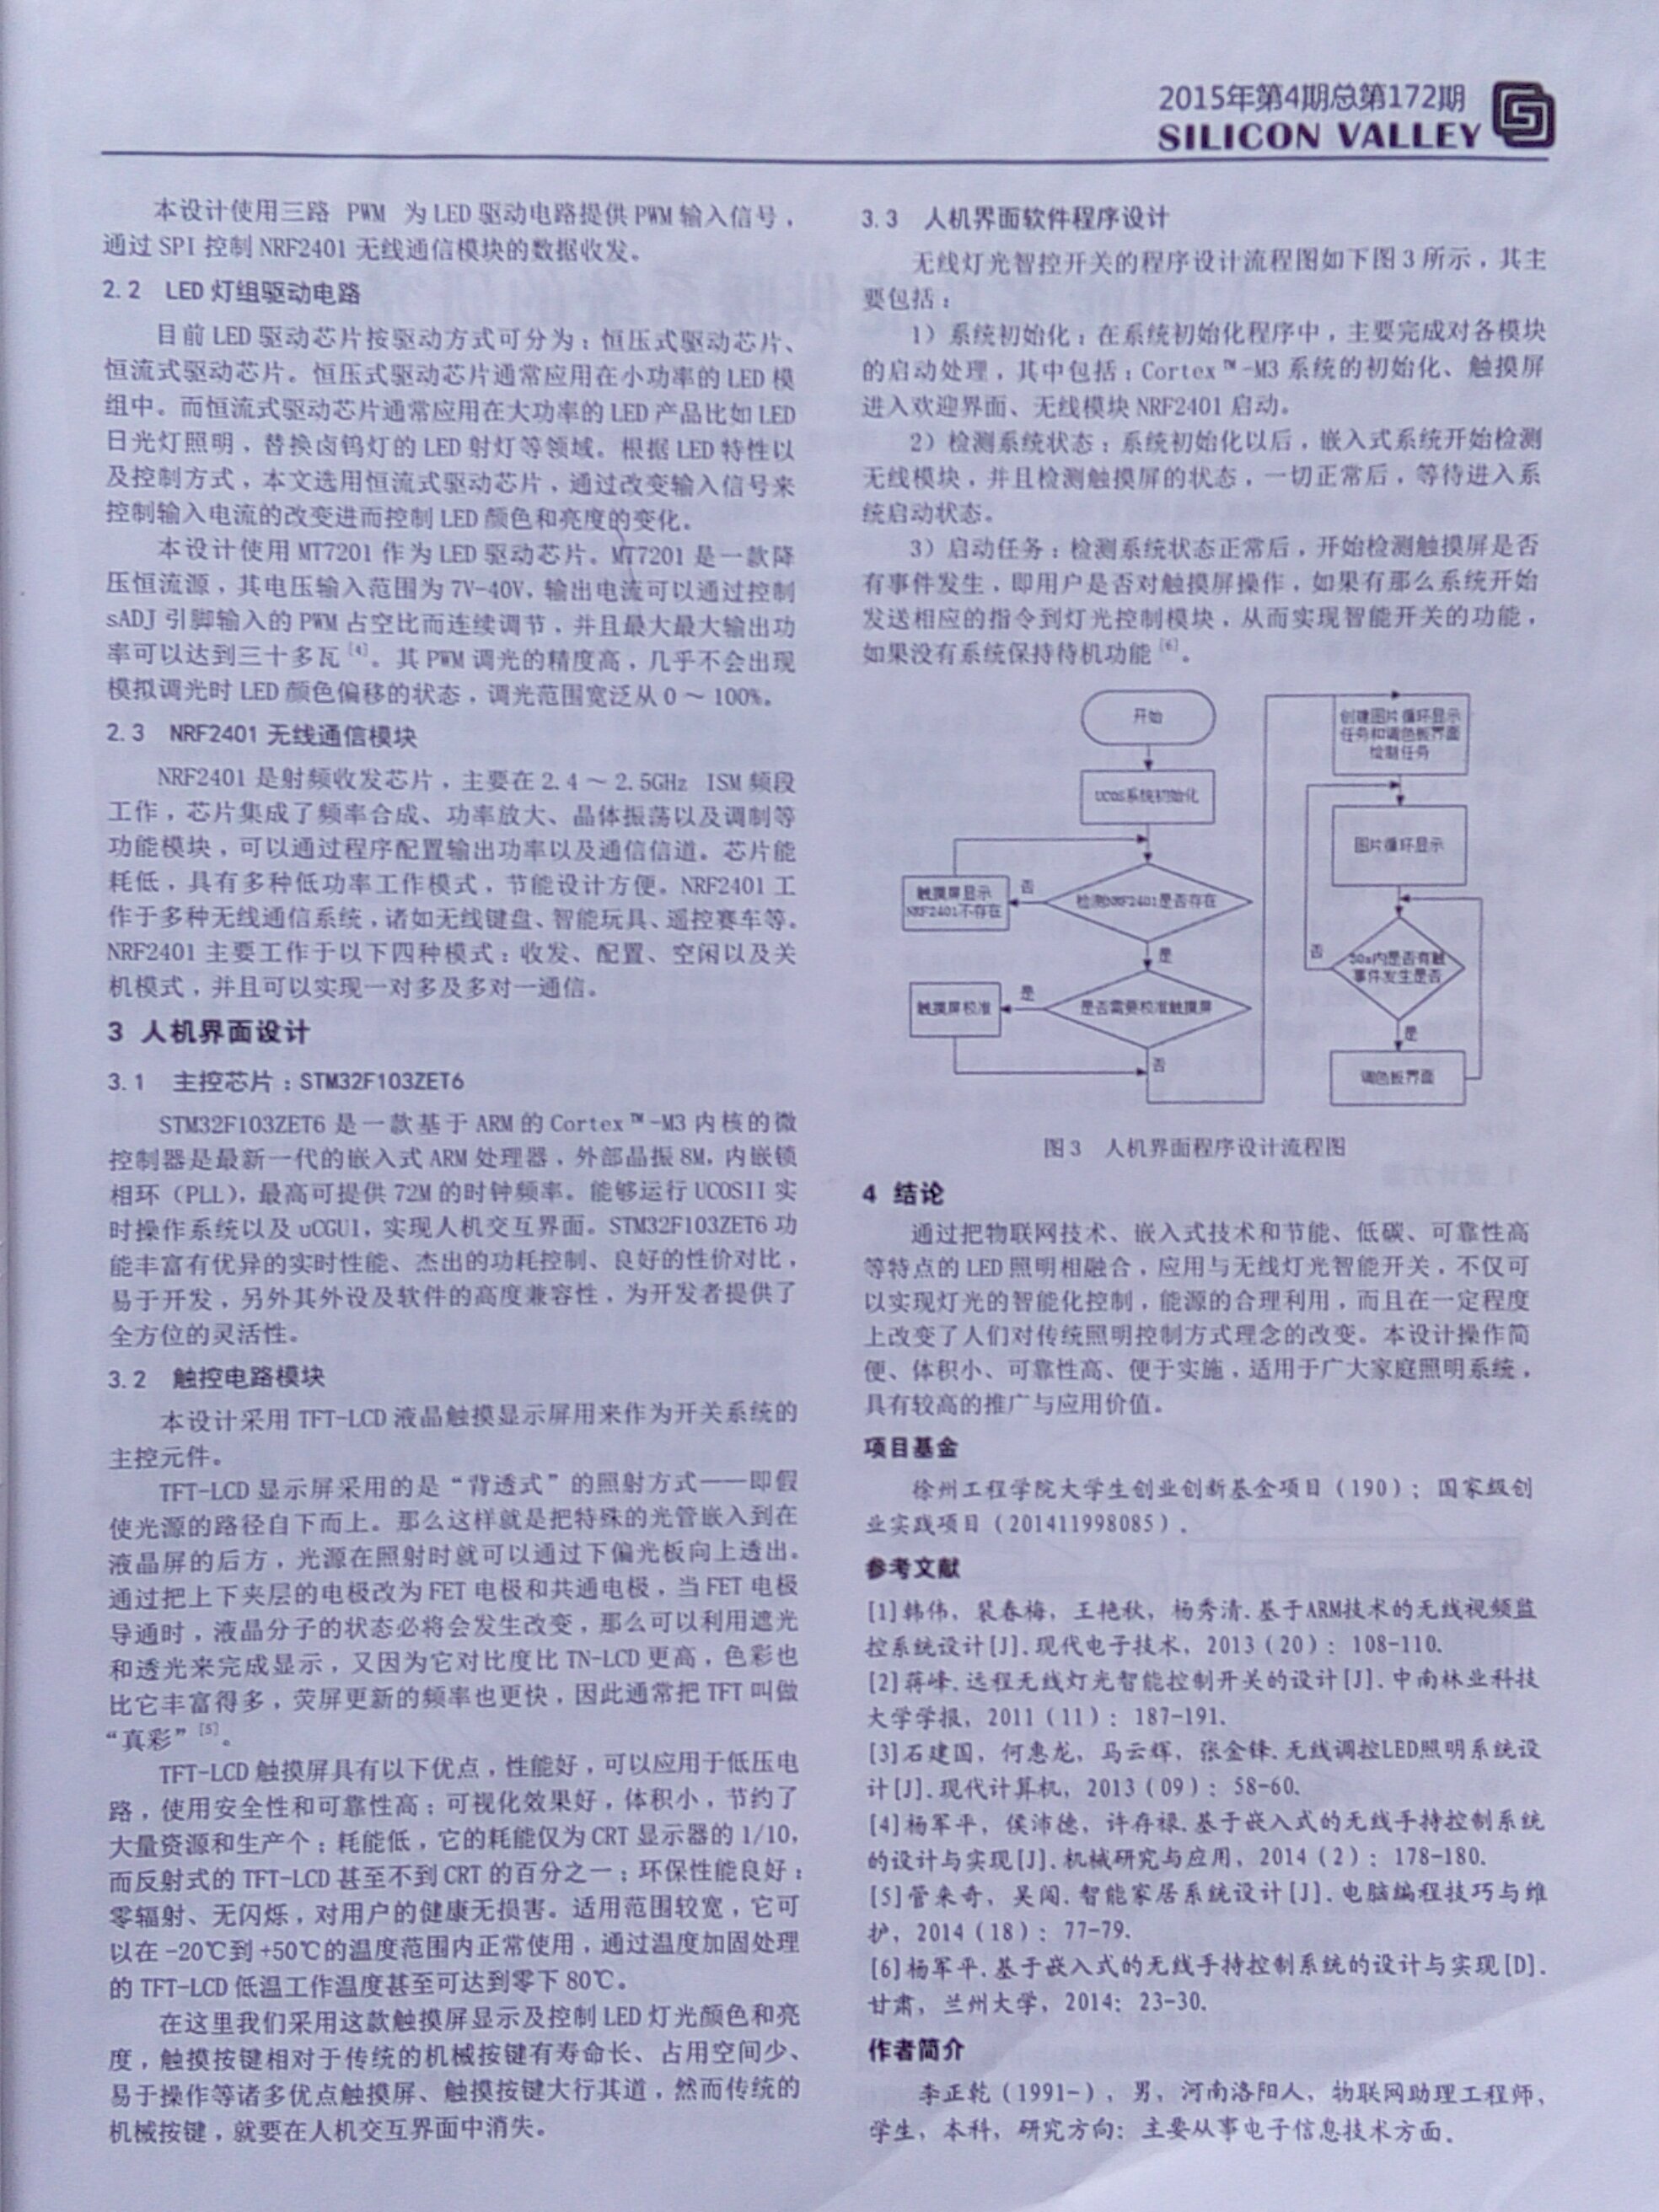 2015年第4期总第172期
SILICON VALLEY
本设计使用三路 PWM 为LED驱动电路提供PWM输入信号，
通过SPI控制NRF2401无线通信模块的数据收发。
2.2 LED灯组驱动电路
目前LED驱动芯片按驱动方式可分为：恒压式驱动芯片、
恒流式驱动芯片。恒压式驱动芯片通常应用在小功率的LED模
组中。而恒流式驱动芯片通常应用在大功率的LED产品比如LED
日光灯照明，替换卤钨灯的LED射灯等领域。根据LED特性以
及控制方式，本文选用恒流式驱动芯片，通过改变输入信号来
控制输入电流的改变进而控制LED颜色和亮度的变化。
本设计使用MT7201作为LED驱动芯片。MT7201是一款降
压恒流源，其电压输入范围为7V-40V，输出电流可以通过控制
sADJ引脚输入的PWM占空比而连续调节，并且最大最大输出功
率可以达到三十多瓦[4]。其PWM调光的精度高，几乎不会出现
模拟调光时LED颜色偏移的状态，调光范围宽泛从0～100%。
2.3 NRF2401无线通信模块
NRF2401是射频收发芯片，主要在2.4～2.5GHz ISM频段
工作，芯片集成了频率合成、功率放大、晶体振荡以及调制等
功能模块，可以通过程序配置输出功率以及通信信道。芯片能
耗低，具有多种低功率工作模式，节能设计方便。NRF2401工
作于多种无线通信系统，诸如无线键盘、智能玩具、遥控赛车等。
NRF2401主要工作于以下四种模式：收发、配置、空闲以及关
机模式，并且可以实现一对多及多对一通信。
3 人机界面设计
3.1 主控芯片：STM32F103ZET6
STM32F103ZET6是一款基于ARM的Cortex™-M3内核的微
控制器是最新一代的嵌入式ARM处理器，外部晶振8M，内嵌锁
相环（PLL），最高可提供72M的时钟频率。能够运行UCOSII实
时操作系统以及uCGUI，实现人机交互界面。STM32F103ZET6功
能丰富有优异的实时性能、杰出的功耗控制、良好的性价对比，
易于开发，另外其外设及软件的高度兼容性，为开发者提供了
全方位的灵活性。
3.2 触控电路模块
本设计采用TFT-LCD液晶触摸显示屏用来作为开关系统的
主控元件。
TFT-LCD显示屏采用的是“背透式”的照射方式——即假
使光源的路径自下而上。那么这样就是把特殊的光管嵌入到在
液晶屏的后方，光源在照射时就可以通过下偏光板向上透出。
通过把上下夹层的电极改为FET电极和共通电极，当FET电极
导通时，液晶分子的状态必将会发生改变，那么可以利用遮光
和透光来完成显示，又因为它对比度比TN-LCD更高，色彩也
比它丰富得多，荧屏更新的频率也更快，因此通常把TFT叫做
“真彩”[5]。
TFT-LCD触摸屏具有以下优点，性能好，可以应用于低压电
路，使用安全性和可靠性高；可视化效果好，体积小，节约了
大量资源和生产个；耗能低，它的耗能仅为CRT显示器的1/10，
而反射式的TFT-LCD甚至不到CRT的百分之一；环保性能良好：
零辐射、无闪烁，对用户的健康无损害。适用范围较宽，它可
以在-20℃到+50℃的温度范围内正常使用，通过温度加固处理
的TFT-LCD低温工作温度甚至可达到零下80℃。
在这里我们采用这款触摸屏显示及控制LED灯光颜色和亮
度，触摸按键相对于传统的机械按键有寿命长、占用空间少、
易于操作等诸多优点触摸屏、触摸按键大行其道，然而传统的
机械按键，就要在人机交互界面中消失。
3.3 人机界面软件程序设计
无线灯光智控开关的程序设计流程图如下图3所示，其主
要包括：
1）系统初始化：在系统初始化程序中，主要完成对各模块
的启动处理，其中包括：Cortex™-M3系统的初始化、触摸屏
进入欢迎界面、无线模块NRF2401启动。
2）检测系统状态：系统初始化以后，嵌入式系统开始检测
无线模块，并且检测触摸屏的状态，一切正常后，等待进入系
统启动状态。
3）启动任务：检测系统状态正常后，开始检测触摸屏是否
有事件发生，即用户是否对触摸屏操作，如果有那么系统开始
发送相应的指令到灯光控制模块，从而实现智能开关的功能，
如果没有系统保持待机功能[6]。
开始
UCOS系统初始化
检测NRF2401是否存在
否
触摸屏显示
NRF2401不存在
是
是否需要校准触摸屏
是
触摸屏校准
否
创建图片循环显示
任务和调色板界面
绘制任务
图片循环显示
30s内是否有触
事件发生是否
否
是
调色板界面
图3 人机界面程序设计流程图
4 结论
通过把物联网技术、嵌入式技术和节能、低碳、可靠性高
等特点的LED照明相融合，应用与无线灯光智能开关，不仅可
以实现灯光的智能化控制，能源的合理利用，而且在一定程度
上改变了人们对传统照明控制方式理念的改变。本设计操作简
便、体积小、可靠性高、便于实施，适用于广大家庭照明系统，
具有较高的推广与应用价值。
项目基金
徐州工程学院大学生创业创新基金项目（190）；国家级创
业实践项目（201411998085）。
参考文献
[1]韩伟，裴春梅，王艳秋，杨秀清.基于ARM技术的无线视频监
控系统设计[J].现代电子技术，2013（20）：108-110.
[2]蒋峰.远程无线灯光智能控制开关的设计[J].中南林业科技
大学学报，2011（11）：187-191.
[3]石建国，何惠龙，马云辉，张金锋.无线调控LED照明系统设
计[J].现代计算机，2013（09）：58-60.
[4]杨军平，侯沛德，许存禄.基于嵌入式的无线手持控制系统
的设计与实现[J].机械研究与应用，2014（2）：178-180.
[5]管来奇，吴闯.智能家居系统设计[J].电脑编程技巧与维
护，2014（18）：77-79.
[6]杨军平.基于嵌入式的无线手持控制系统的设计与实现[D].
甘肃，兰州大学，2014：23-30.
作者简介
李正乾（1991-），男，河南洛阳人，物联网助理工程师，
学生，本科，研究方向：主要从事电子信息技术方面。